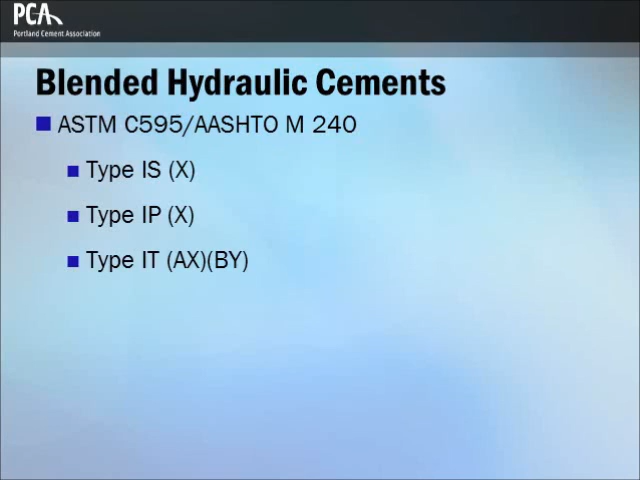 PCA
Portland Cement Association
Blended Hydraulic Cements
ASTM C595/AASHTO M 240
Type IS (X)
Type IP (X)
Type IT (AX)(BY)